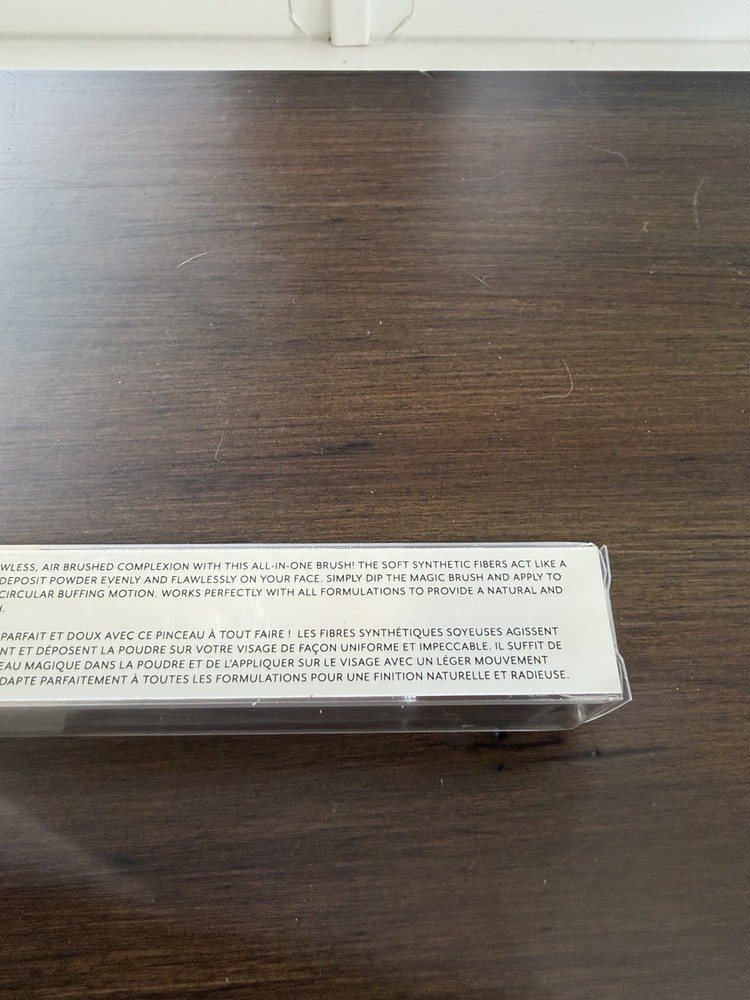 WLESS, AIR BRUSHED COMPLEXION WITH THIS ALL-IN-ONE BRUSH! THE SOFT SYNTHETIC FIBERS ACT LIKE A
DEPOSIT POWDER EVENLY AND FLAWLESSLY ON YOUR FACE. SIMPLY DIP THE MAGIC BRUSH AND APPLY TO
CIRCULAR BUFFING MOTION. WORKS PERFECTLY WITH ALL FORMULATIONS TO PROVIDE A NATURAL AND
H.
PARFAIT ET DOUX AVEC CE PINCEAU À TOUT FAIRE ! LES FIBRES SYNTHÉTIQUES SOYEUSES AGISSENT
NT ET DÉPOSENT LA POUDRE SUR VOTRE VISAGE DE FAÇON UNIFORME ET IMPECCABLE. IL SUFFIT DE
EAU MAGIQUE DANS LA POUDRE ET DE L'APPLIQUER SUR LE VISAGE AVEC UN LÉGER MOUVEMENT
DAPTE PARFAITEMENT À TOUTES LES FORMULATIONS POUR UNE FINITION NATURELLE ET RADIEUSE.